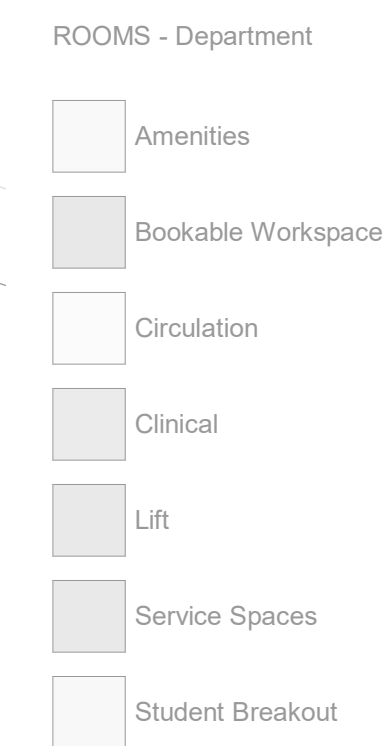 ROOMS - Department
Amenities
Bookable Workspace
Circulation
Clinical
Lift
Service Spaces
Student Breakout